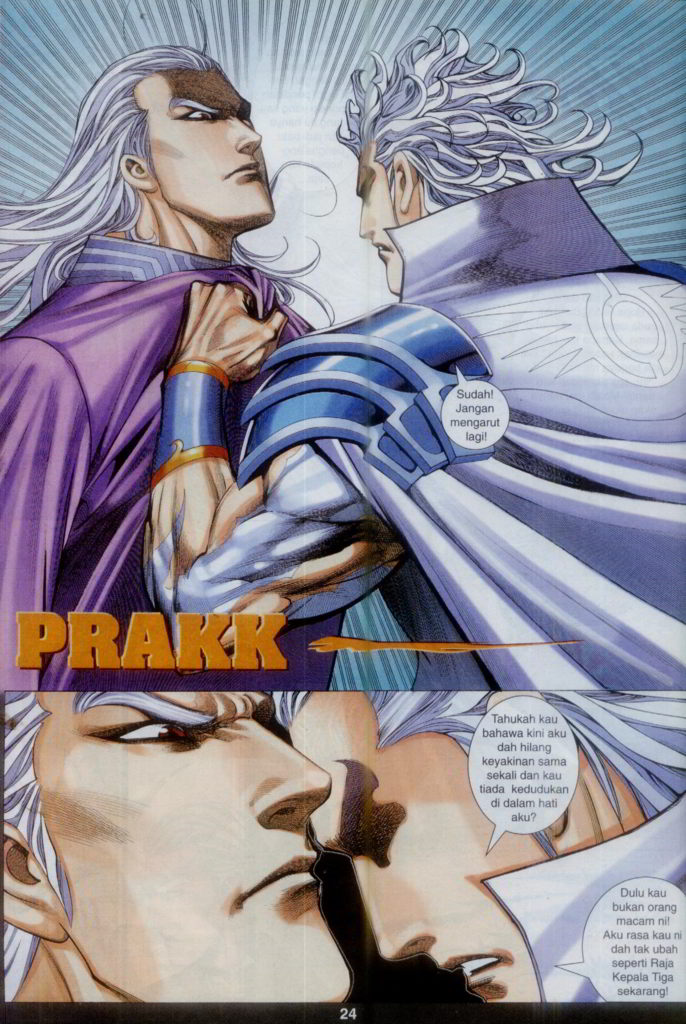 Sudah!
Jangan
mengarut
lagi!
PRAKK
Tahukah kau
bahawa kini aku
dah hilang
keyakinan sama
sekali dan kau
tiada kedudukan
di dalam hati
aku?
Dulu kau
bukan orang
macam ni!
Aku rasa kau ni
dah tak ubah
seperti Raja
Kepala Tiga
sekarang!
24